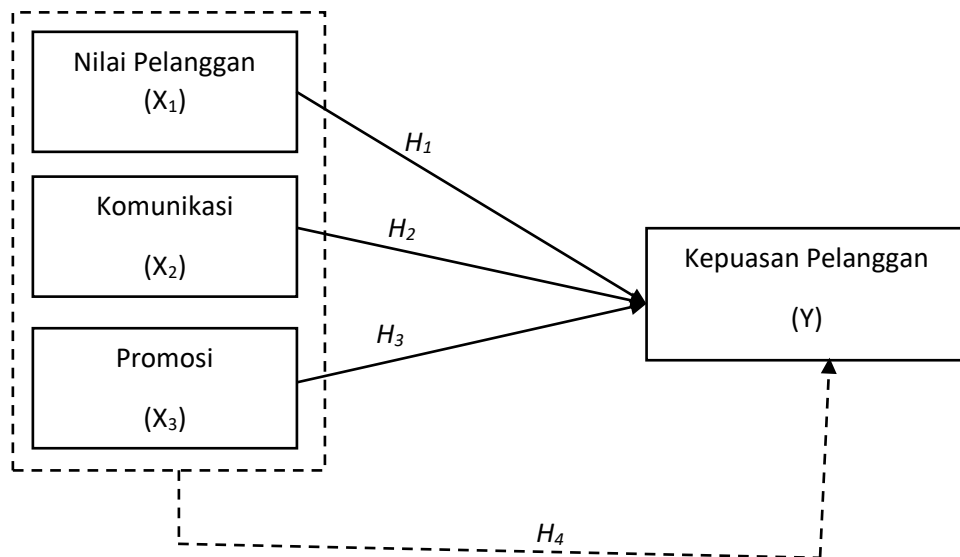 Nilai Pelanggan
(X₁)
H₁
Komunikasi
(X₂)
H₂
Kepuasan Pelanggan
(Y)
H₃
Promosi
(X₃)
H₄